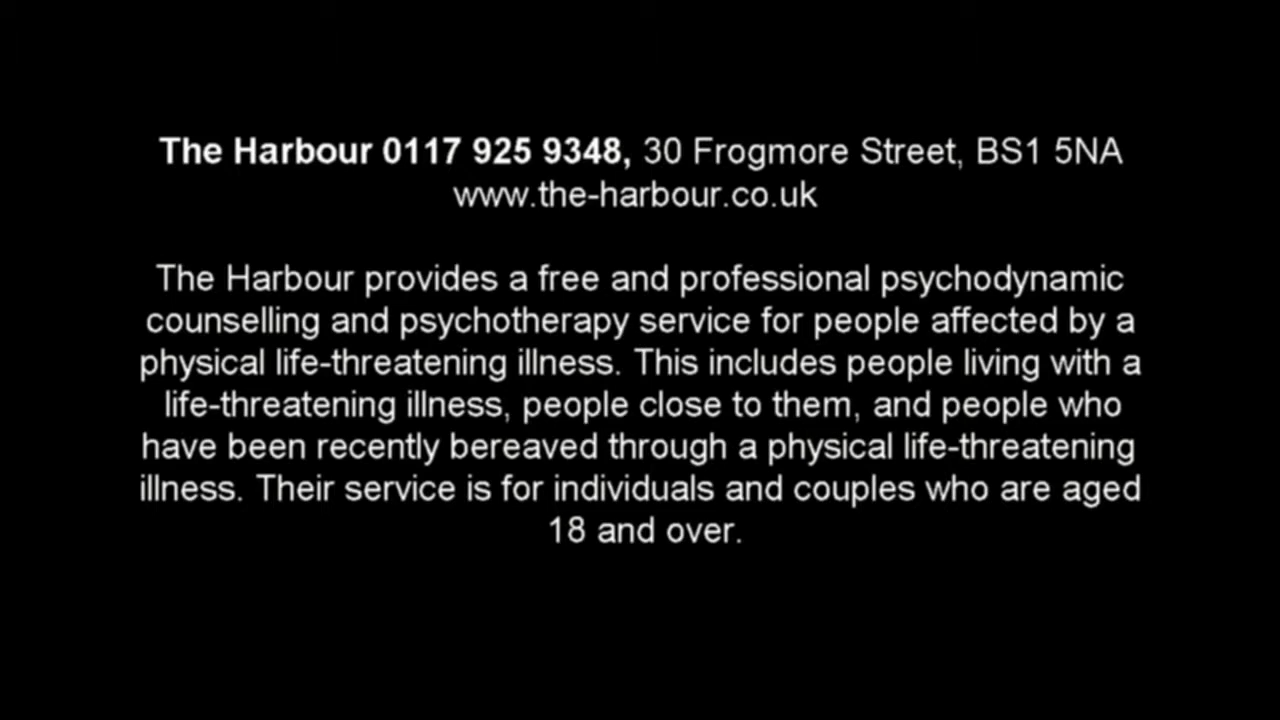 The Harbour 0117 925 9348, 30 Frogmore Street, BS1 5NA
www.the-harbour.co.uk
The Harbour provides a free and professional psychodynamic
counselling and psychotherapy service for people affected by a
physical life-threatening illness. This includes people living with a
life-threatening illness, people close to them, and people who
have been recently bereaved through a physical life-threatening
illness. Their service is for individuals and couples who are aged
18 and over.